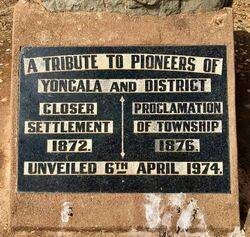 A TRIBUTE TO PIONEERS OF
YONGALA AND DISTRICT
CLOSER
SETTLEMENT
1872.
PROCLAMATION
OF TOWNSHIP
1876.
UNVEILED 6TH APRIL 1974.